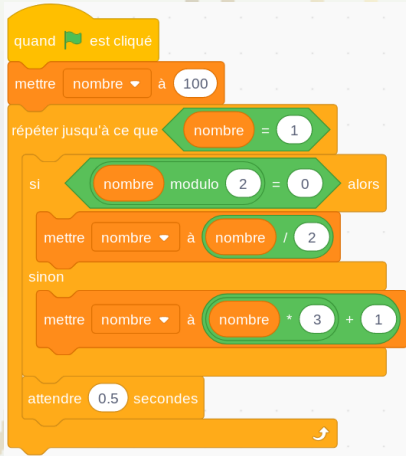 quand est cliqué
mettre nombre à 100
répéter jusqu'à ce que nombre = 1
si nombre modulo 2 = 0 alors
mettre nombre à nombre / 2
sinon
mettre nombre à nombre * 3 + 1
attendre 0.5 secondes